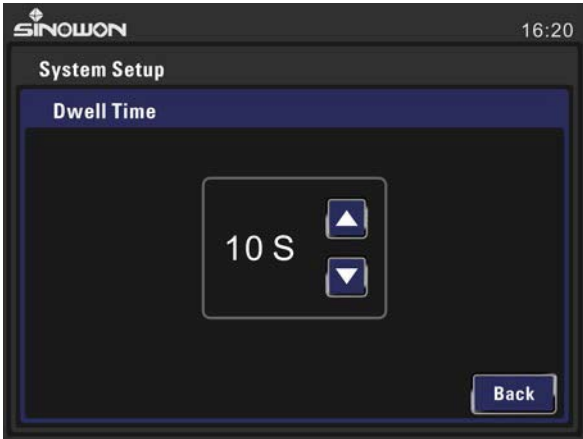 SINOWON
16:20
System Setup
Dwell Time
10 S
Back